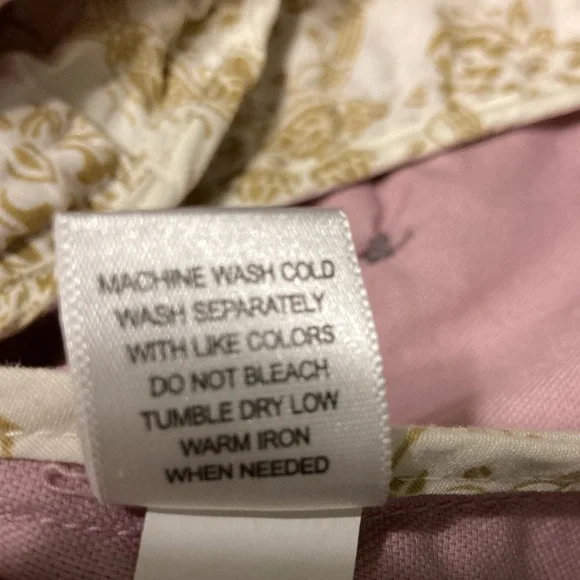 MACHINE WASH COLD
WASH SEPARATELY
WITH LIKE COLORS
DO NOT BLEACH
TUMBLE DRY LOW
WARM IRON
WHEN NEEDED